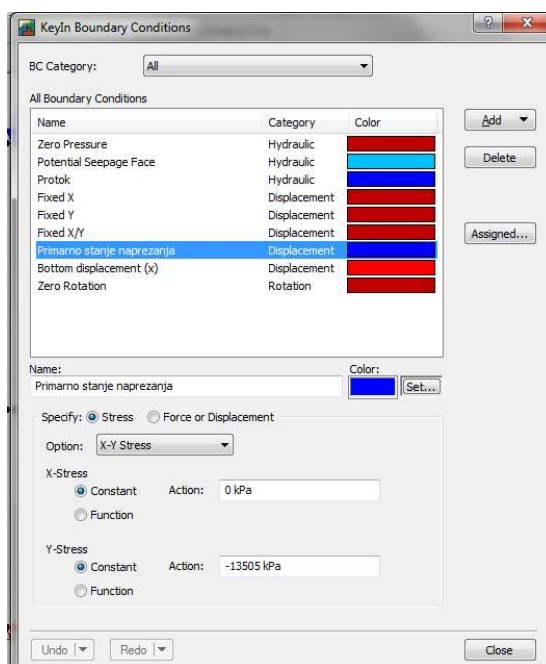 KeyIn Boundary Conditions
BC Category: All
All Boundary Conditions
Name Category Color
Zero Pressure Hydraulic
Potential Seepage Face Hydraulic
Protok Hydraulic
Fixed X Displacement
Fixed Y Displacement
Fixed X/Y Displacement
Primarno stanje naprezanja Displacement
Bottom displacement (x) Displacement
Zero Rotation Rotation
Add
Delete
Assigned...
Name: Color:
Primarno stanje naprezanja Set...
Specify: Stress Force or Displacement
Option: X-Y Stress
X-Stress
Constant Action: 0 kPa
Function
Y-Stress
Constant Action: -13505 kPa
Function
Undo Redo Close